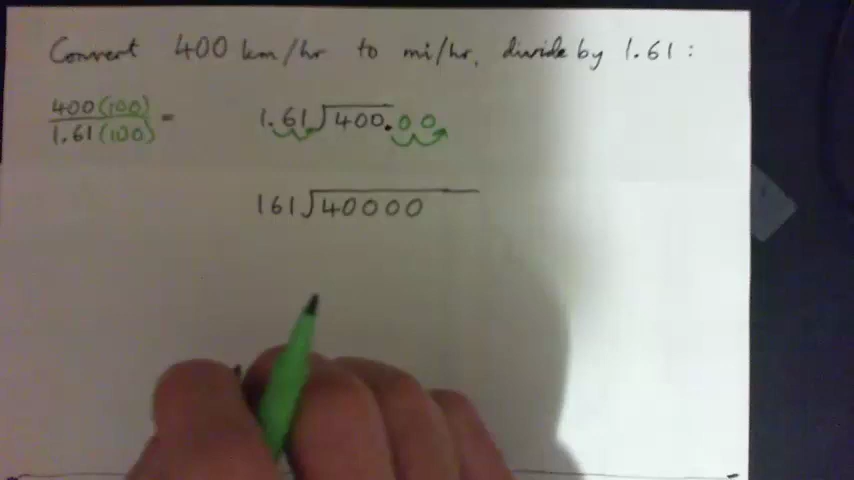 Convert 400 km/hr to mi/hr, divide by 1.61 :
400(100)
1.61(100) = 1.61 400.00
161 40000